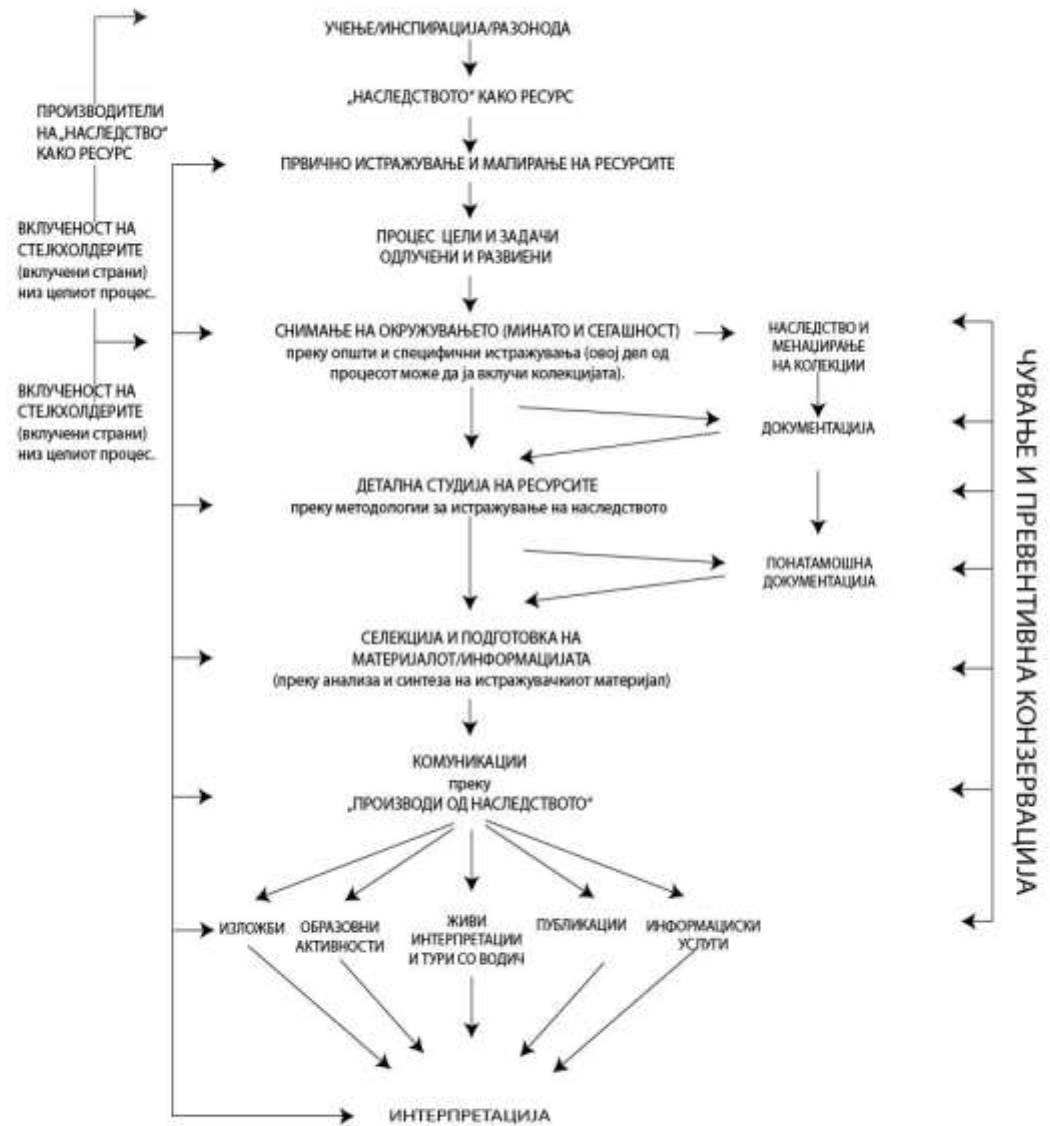 УЧЕЊЕ/ИНСПИРАЦИЈА/РАЗОНОДА
„НАСЛЕДСТВОТО“ КАКО РЕСУРС
ПРОИЗВОДИТЕЛИ
НА „НАСЛЕДСТВО“
КАКО РЕСУРС
ПРВИЧНО ИСТРАЖУВАЊЕ И МАПИРАЊЕ НА РЕСУРСИТЕ
ВКЛУЧЕНОСТ НА
СТЕЈКХОЛДЕРИТЕ
(вклучени страни)
низ целиот процес.
ПРОЦЕС ЦЕЛИ И ЗАДАЧИ
ОДЛУЧЕНИ И РАЗВИЕНИ
СНИМАЊЕ НА ОКРУЖУВАЊЕТО (МИНАТО И СЕГАШНОСТ)
преку општи и специфични истражувања (овој дел од
процесот може да ја вклучи колекцијата).
НАСЛЕДСТВО И
МЕНАЏИРАЊЕ
НА КОЛЕКЦИИ
ВКЛУЧЕНОСТ НА
СТЕЈКХОЛДЕРИТЕ
(вклучени страни)
низ целиот процес.
ДОКУМЕНТАЦИЈА
ДЕТАЛНА СТУДИЈА НА РЕСУРСИТЕ
преку методологии за истражување на наследството
ПОНАТАМОШНА
ДОКУМЕНТАЦИЈА
СЕЛЕКЦИЈА И ПОДГОТОВКА НА
МАТЕРИЈАЛОТ/ИНФОРМАЦИЈАТА
(преку анализа и синтеза на истражувачкиот материјал)
КОМУНИКАЦИИ
преку
„ПРОИЗВОДИ ОД НАСЛЕДСТВОТО“
ИЗЛОЖБИ
ОБРАЗОВНИ
АКТИВНОСТИ
ЖИВИ
ИНТЕРПРЕТАЦИИ
И ТУРИ СО ВОДИЧ
ПУБЛИКАЦИИ
ИНФОРМАЦИСКИ
УСЛУГИ
ИНТЕРПРЕТАЦИЈА
ЧУВАЊЕ И ПРЕВЕНТИВНА КОНЗЕРВАЦИЈА